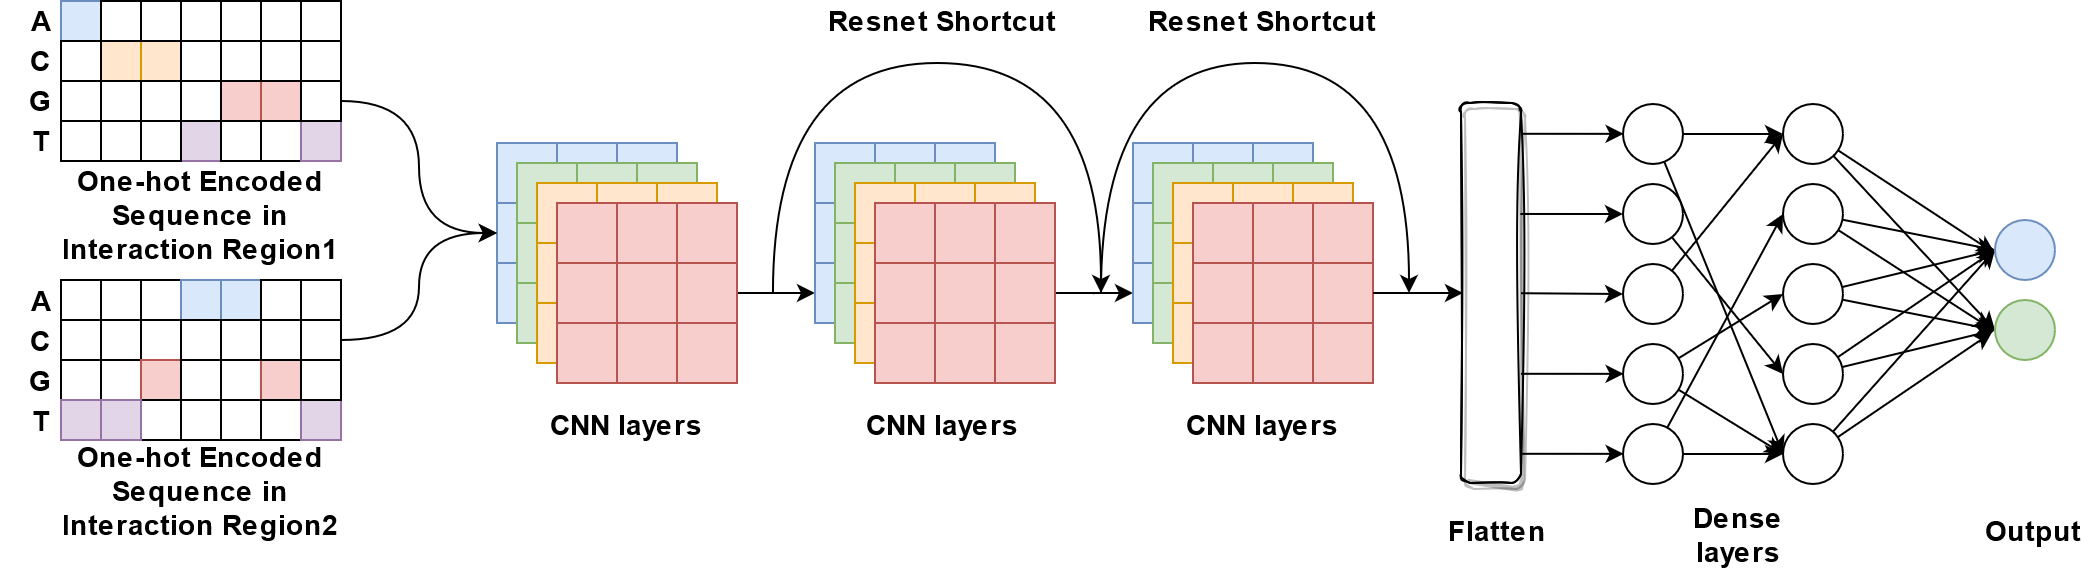 Resnet Shortcut
Resnet Shortcut
A
C
G
T
One-hot Encoded
Sequence in
Interaction Region1
A
C
G
T
One-hot Encoded
Sequence in
Interaction Region2
CNN layers
CNN layers
CNN layers
Flatten
Dense
layers
Output